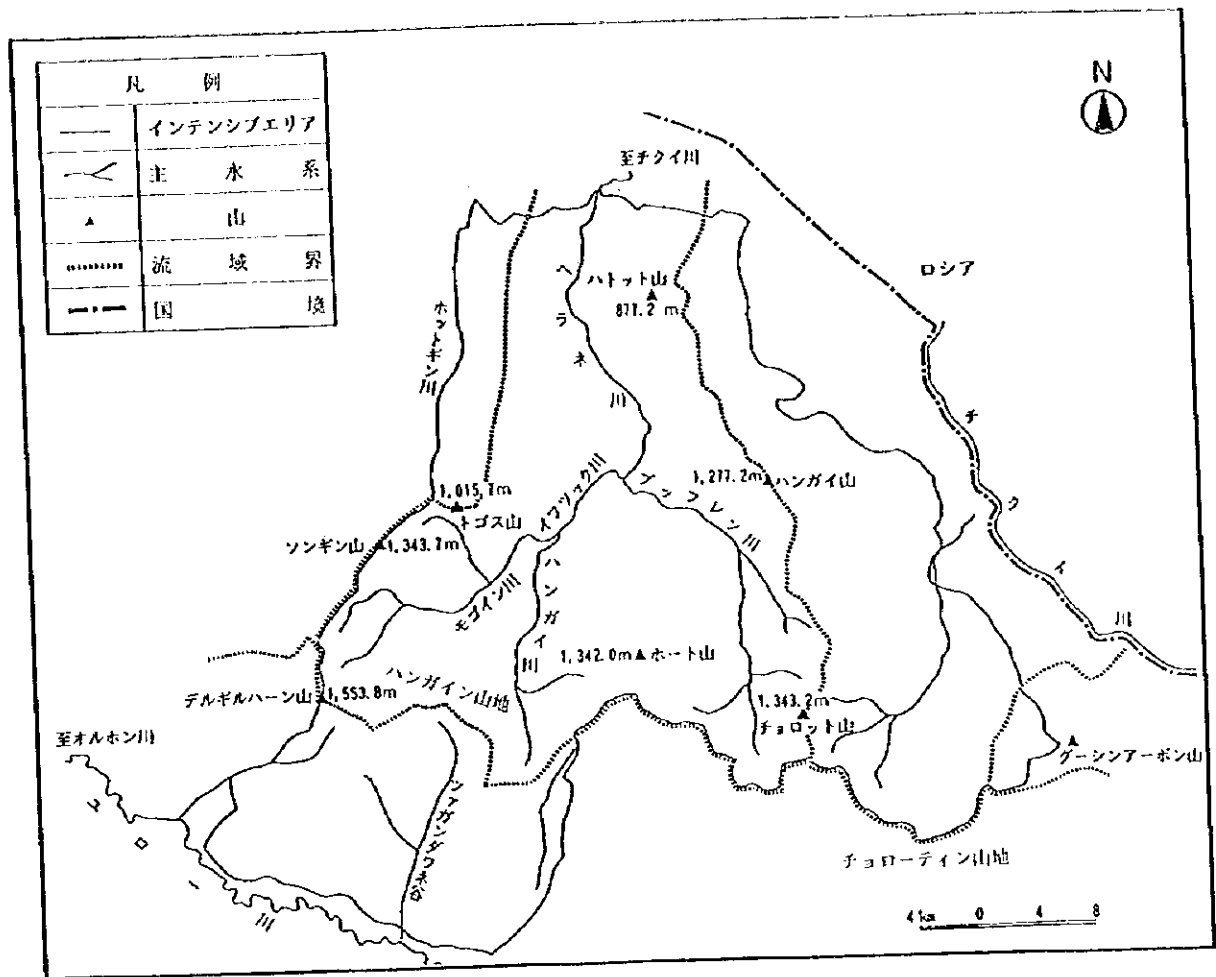 凡 例
インテンシブエリア
主 水 系
山
流 域 界
国 境
N
至チクイ川
ロシア
ヘラネ川
ハトット山
877.2 m
ホットギン川
チクイ川
1,015.7m
トゴス山
1,277.2m
ハンガイ山
ブンフレン川
ソンギン山
1,343.7m
モゴイン川
ハンガイ川
1,342.0m
ホート山
ハンガイン山地
デルギルハーン山
1,553.8m
1,343.2m
チョロット山
至オルホン川
グーシンアーボン山
ツァガンダワネ谷
チョローティン山地
4 km 0 4 8